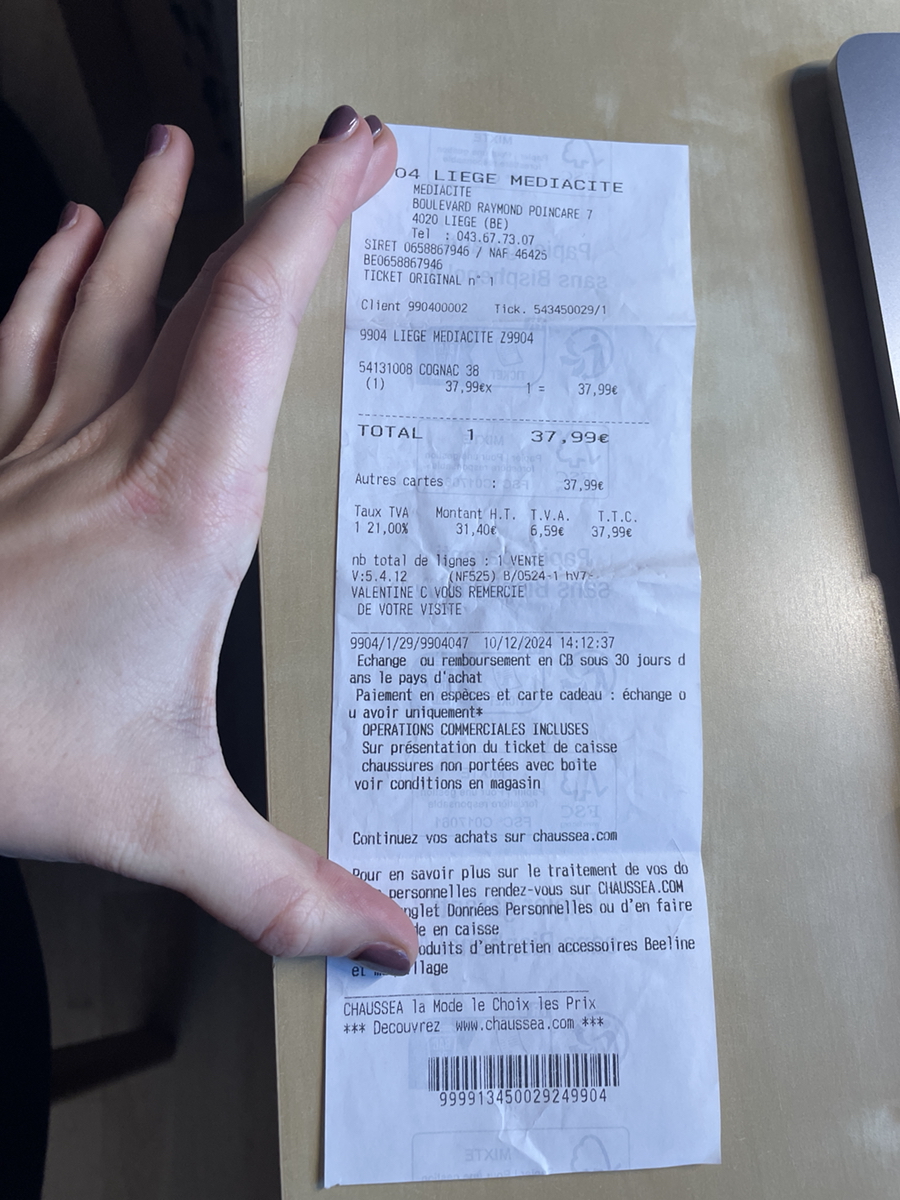 04 LIEGE MEDIACITE
MEDIACITE
BOULEVARD RAYMOND POINCARE 7
4020 LIEGE (BE)
Tel : 043.67.73.07
SIRET 0658867946 / NAF 46425
BE0658867946
TICKET ORIGINAL n° 1
Client 990400002 Tick. 543450029/1
9904 LIEGE MEDIACITE Z9904
54131008 COGNAC 38
(1) 37,99€x 1 = 37,99€
TOTAL 1 37,99€
Autres cartes : 37,99€
Taux TVA Montant H.T. T.V.A. T.T.C.
1 21,00% 31,40€ 6,59€ 37,99€
nb total de lignes : 1 VENTE
V:5.4.12 (NF525) B/0524-1
VALENTINE C VOUS REMERCIE
DE VOTRE VISITE
9904/1/29/9904047 10/12/2024 14:12:37
Echange ou remboursement en CB sous 30 jours d
ans le pays d'achat
Paiement en espèces et carte cadeau : échange o
u avoir uniquement*
OPERATIONS COMMERCIALES INCLUSES
Sur présentation du ticket de caisse
chaussures non portées avec boite
voir conditions en magasin
Continuez vos achats sur chaussea.com
Pour en savoir plus sur le traitement de vos do
personnelles rendez-vous sur CHAUSSEA.COM
nglet Données Personnelles ou d'en faire
de en caisse
oduits d'entretien accessoires Beeline
et
CHAUSSEA la Mode le Choix les Prix
*** Decouvrez www.chaussea.com ***
999913450029249904